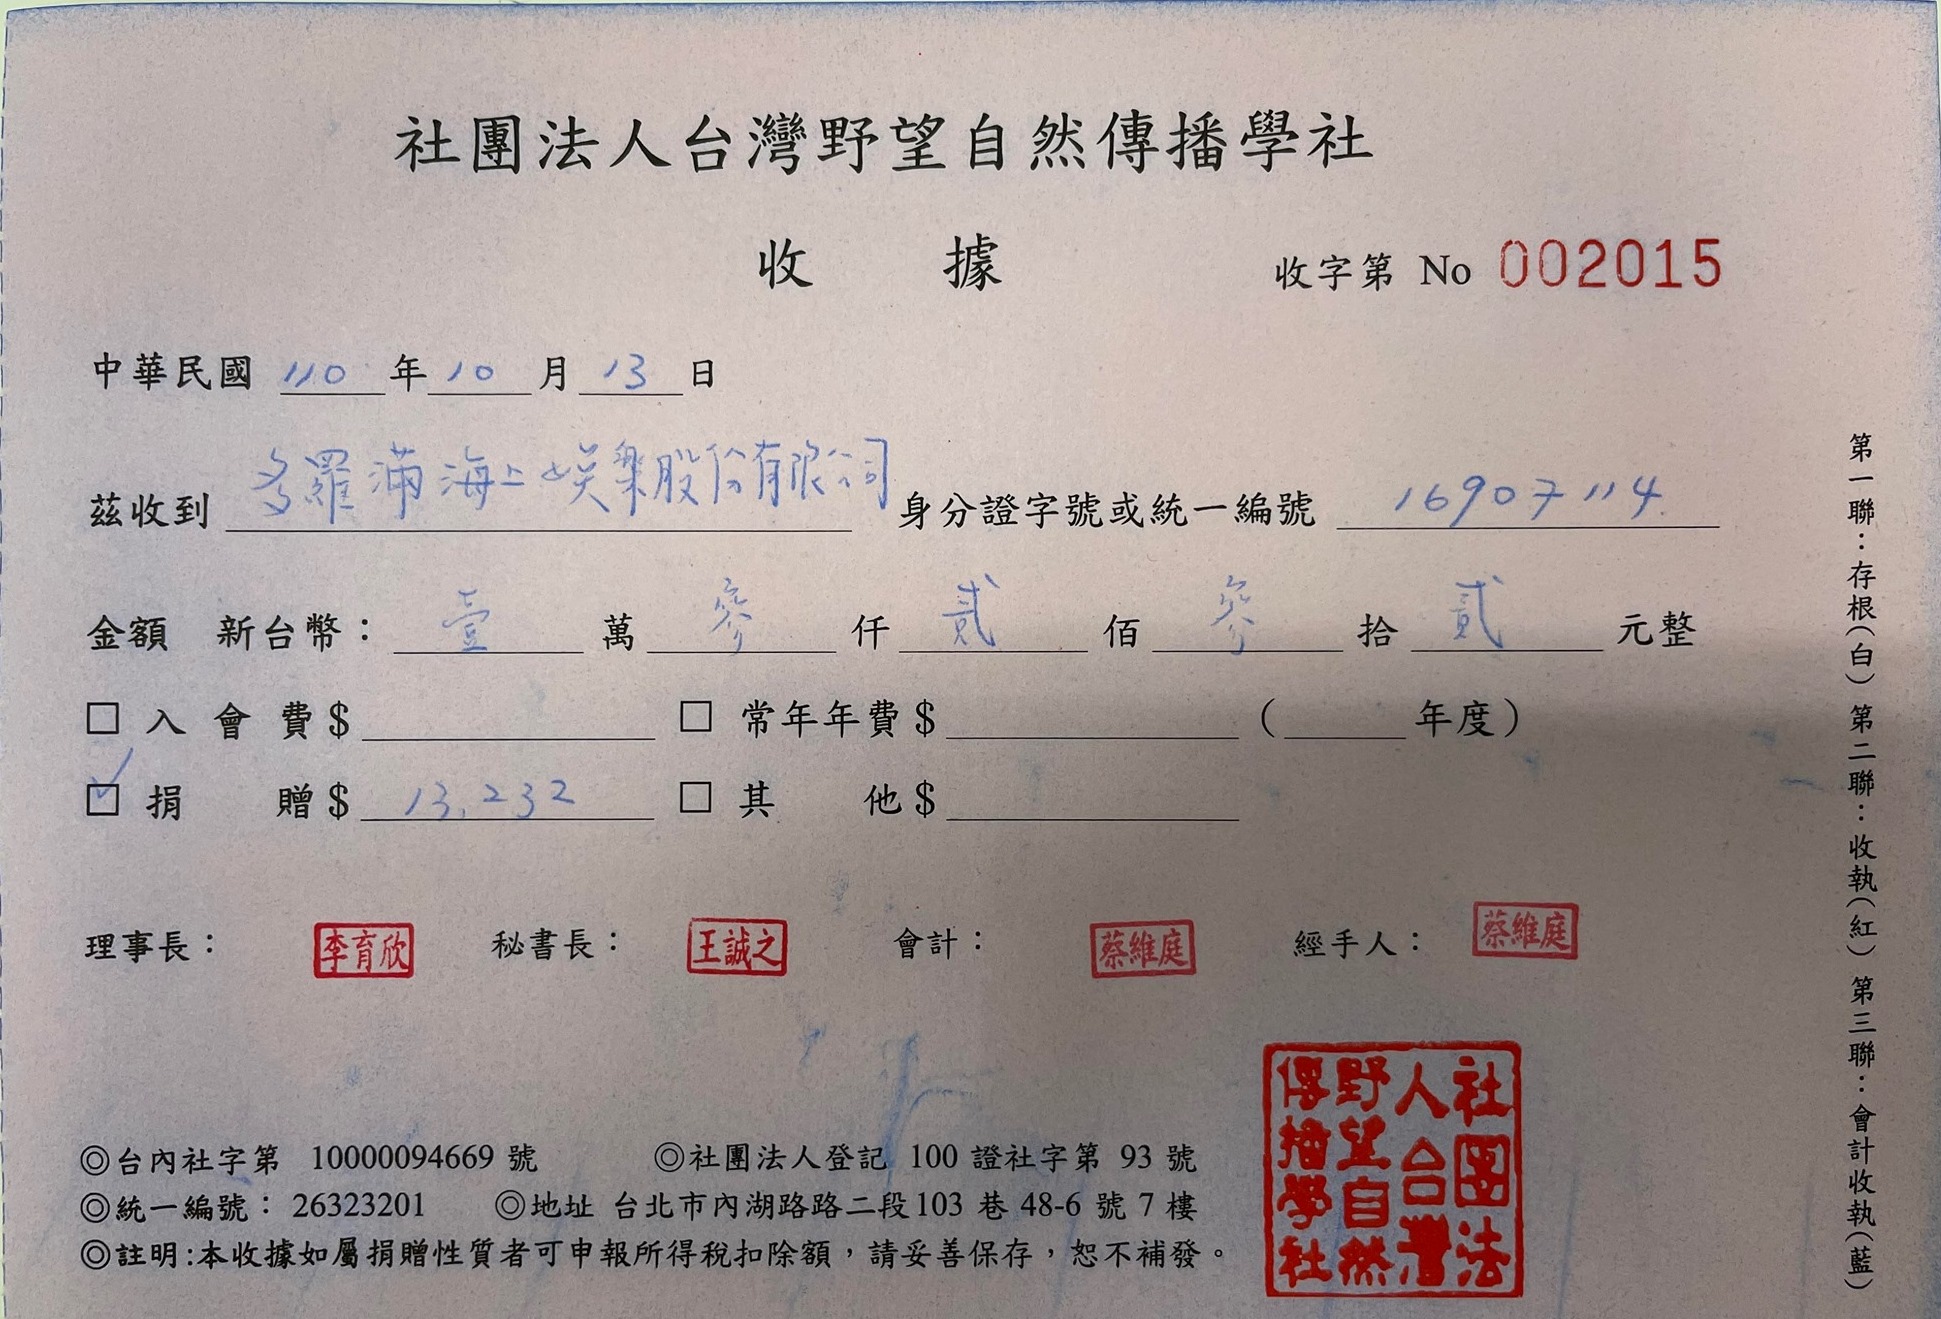 社團法人台灣野望自然傳播學社
收據
收字第 No 002015
中華民國 110 年 10 月 13 日
茲收到 多羅滿海上娛樂股份有限公司 身分證字號或統一編號 16907114
金額 新台幣： 壹 萬 參 仟 貳 佰 參 拾 貳 元整
□ 入會費 $ □ 常年年費 $ ( 年度)
☑ 捐贈 $ 13,232 □ 其他 $
理事長： 李育欣 秘書長： 王誠之 會計： 蔡維庭 經手人： 蔡維庭
◎台內社字第 10000094669 號 ◎社團法人登記 100 證社字第 93 號
◎統一編號： 26323201 ◎地址 台北市內湖路路二段103 巷 48-6 號 7 樓
◎註明:本收據如屬捐贈性質者可申報所得稅扣除額，請妥善保存，恕不補發。
社團法
人台灣
野望自然
傳播學社
第一聯：存根(白) 第二聯：收執(紅) 第三聯：會計收執(藍)